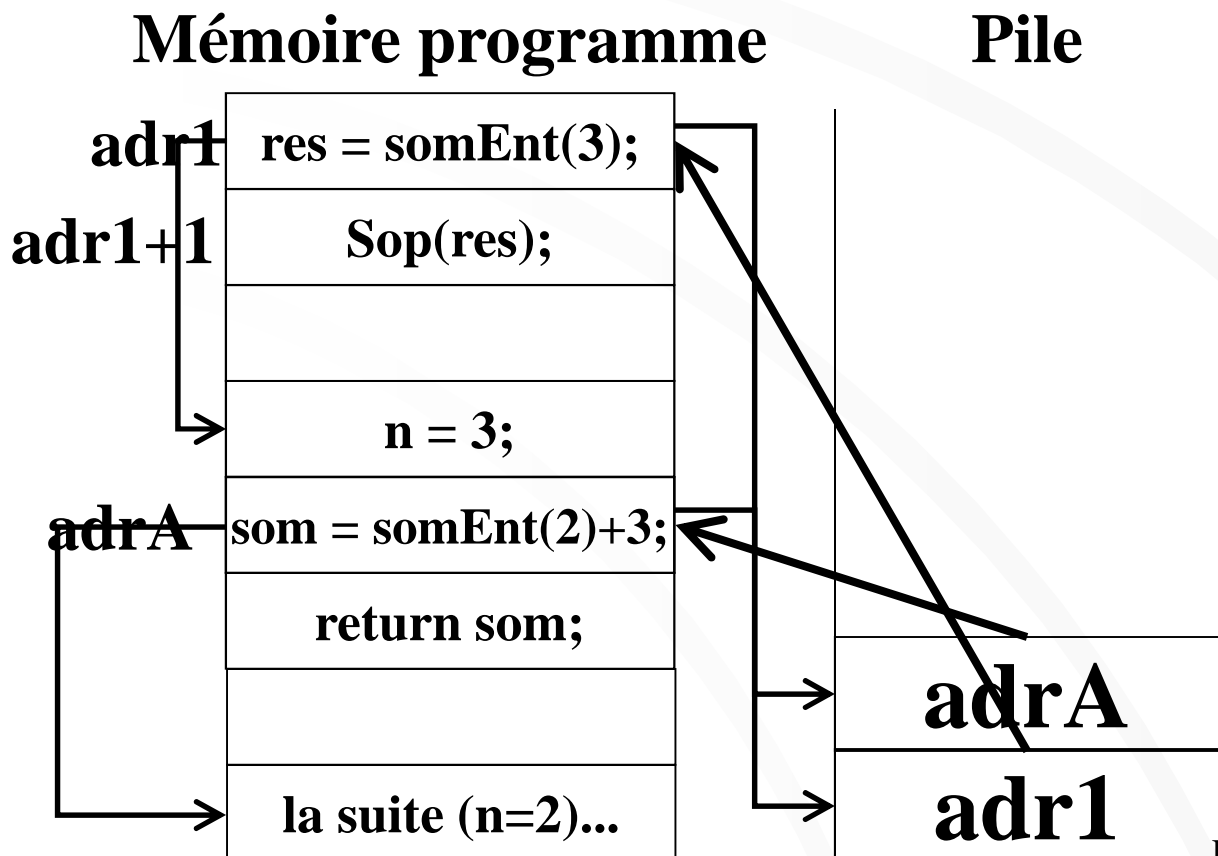 Mémoire programme
Pile
adr1
res = somEnt(3);
adr1+1
Sop(res);
n = 3;
adrA
som = somEnt(2)+3;
return som;
adrA
la suite (n=2)...
adr1